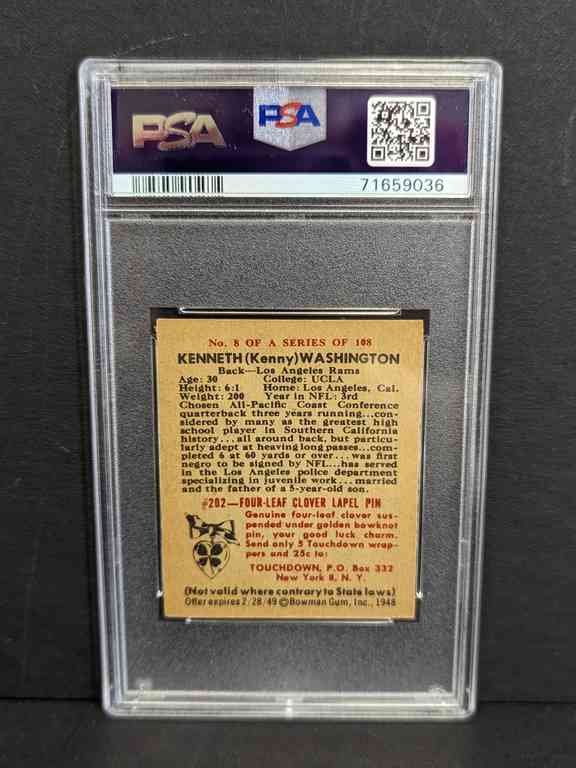 PSA
PSA
71659036
No. 8 OF A SERIES OF 108
KENNETH (Kenny) WASHINGTON
Back—Los Angeles Rams
Age: 30 College: UCLA
Height: 6:1 Home: Los Angeles, Cal.
Weight: 200 Year in NFL: 3rd
Chosen All-Pacific Coast Conference
quarterback three years running...con-
sidered by many as the greatest high
school player in Southern California
history...all around back, but particu-
larly adept at heaving long passes...com-
pleted 6 at 60 yards or over...was first
negro to be signed by NFL...has served
in the Los Angeles police department
specializing in juvenile work...married
and the father of a 5-year-old son.
#202—FOUR-LEAF CLOVER LAPEL PIN
Genuine four-leaf clover sus-
pended under golden bowknot
pin, your good luck charm.
Send only 5 Touchdown wrap-
pers and 25c to:
TOUCHDOWN, P.O. Box 332
New York 8, N. Y.
(Not valid where contrary to State laws)
Offer expires 2/28/49 ©Bowman Gum, Inc., 1948